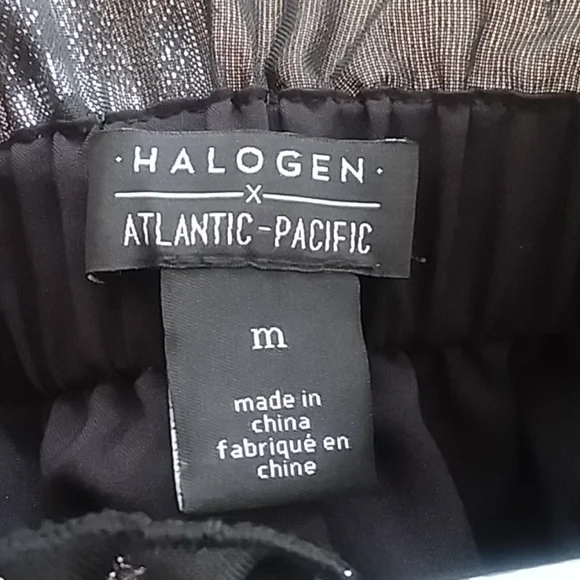 · HALOGEN ·
X
ATLANTIC-PACIFIC
m
made in
china
fabriqué en
chine